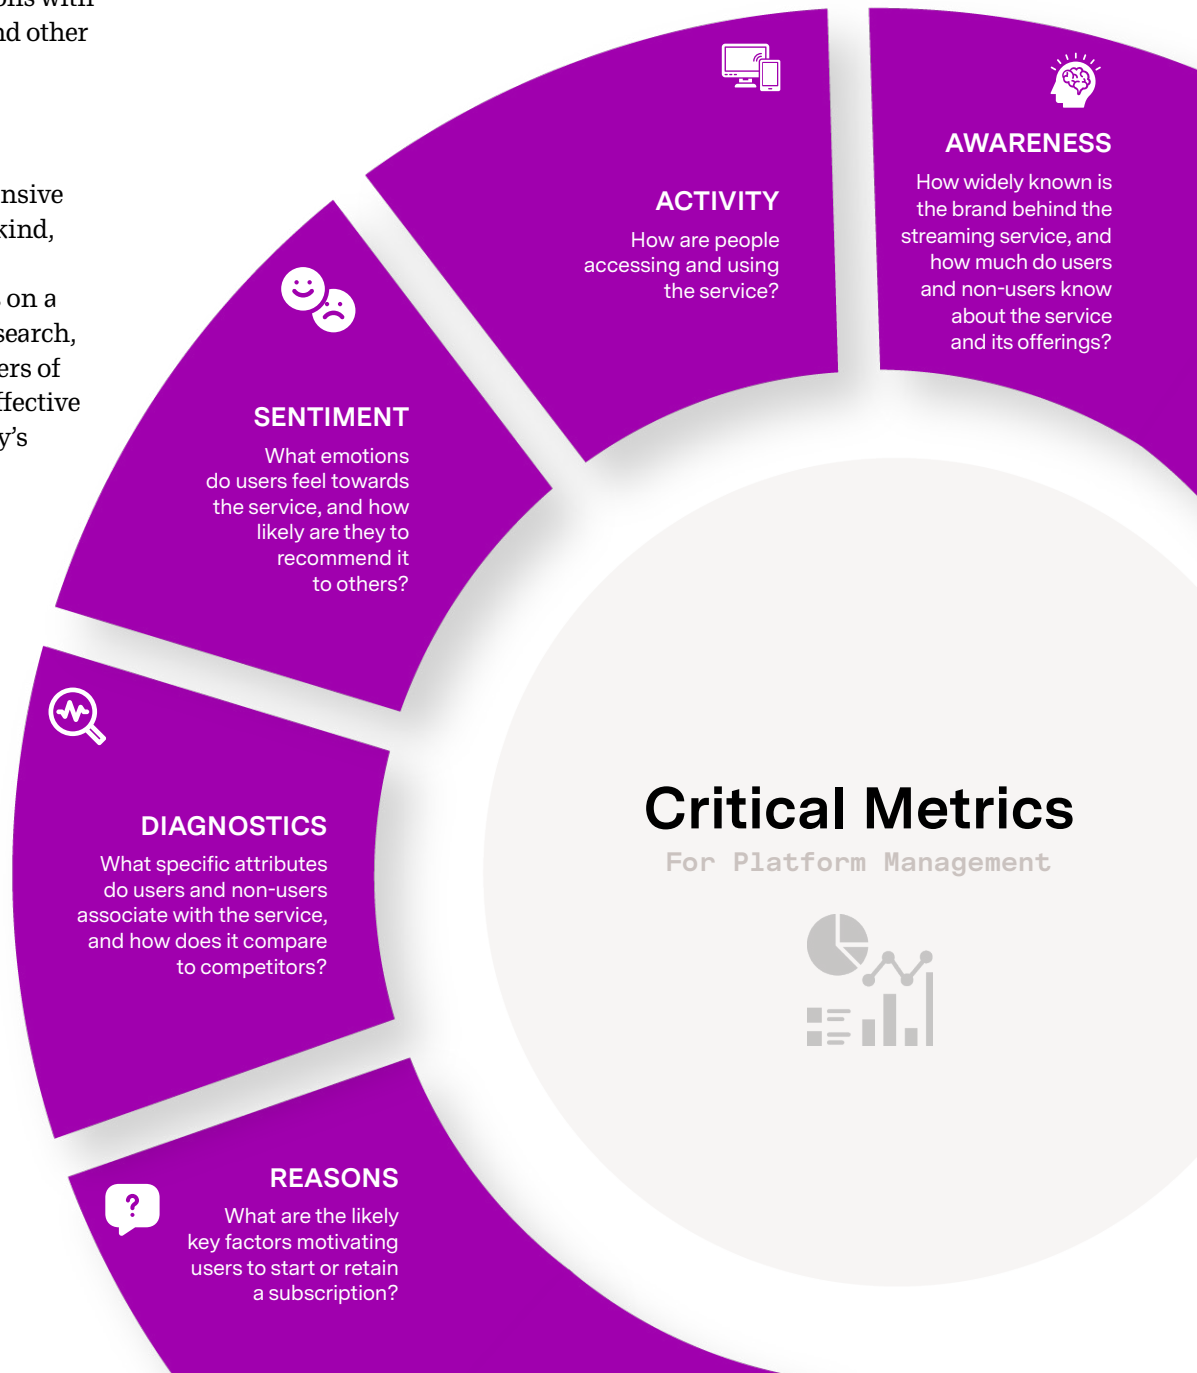 nd other
nsive
kind,
on a
search,
ers of
ffective
y's
ACTIVITY
How are people
accessing and using
the service?
AWARENESS
How widely known is
the brand behind the
streaming service, and
how much do users
and non-users know
about the service
and its offerings?
SENTIMENT
What emotions
do users feel towards
the service, and how
likely are they to
recommend it
to others?
DIAGNOSTICS
What specific attributes
do users and non-users
associate with the service,
and how does it compare
to competitors?
REASONS
What are the likely
key factors motivating
users to start or retain
a subscription?
Critical Metrics
For Platform Management
?